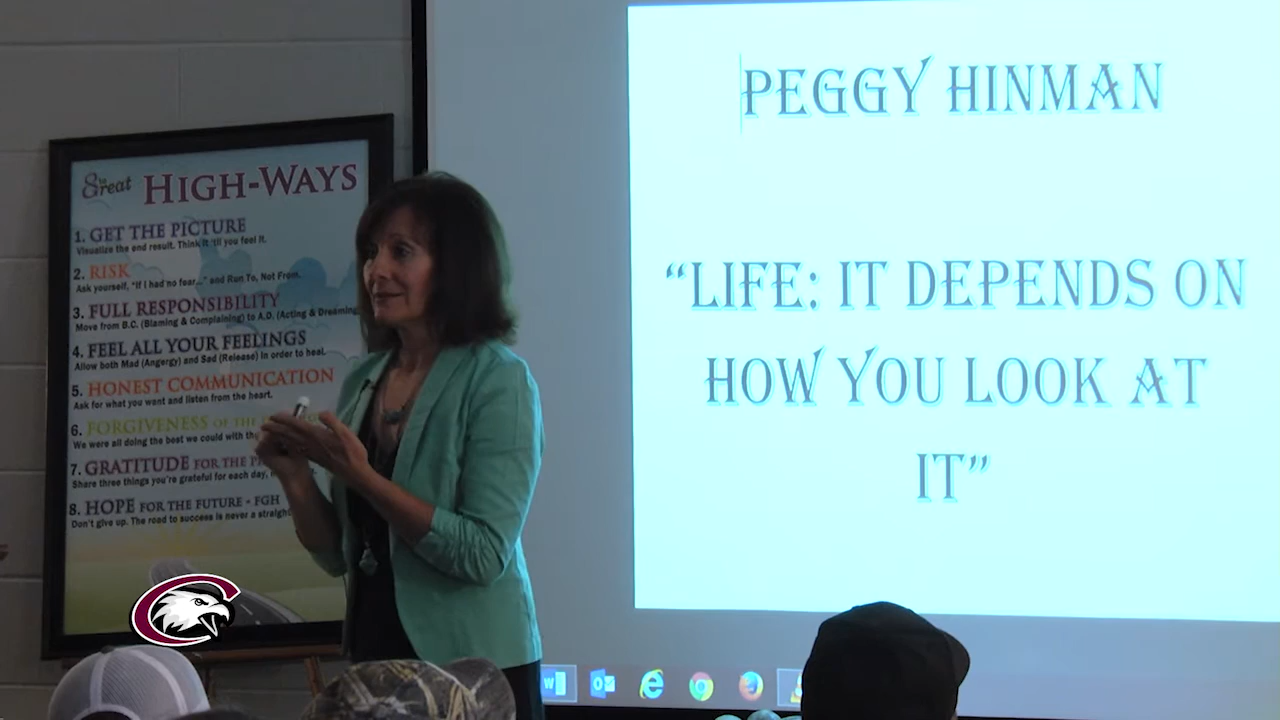 8 Great HIGH-WAYS
1. GET THE PICTURE
Visualize the end result. Think it 'til you feel it.
2. RISK
Ask yourself, "If I had no fear..." and Run To, Not From.
3. FULL RESPONSIBILITY
Move from B.C. (Blaming & Complaining) to A.D. (Acting & Dreaming
4. FEEL ALL YOUR FEELINGS
Allow both Mad (Angergy) and Sad (Release) in order to heal.
5. HONEST COMMUNICATION
Ask for what you want and listen from the heart.
6. FORGIVENESS OF THE
We were all doing the best we could with
7. GRATITUDE FOR THE
Share three things you're grateful for each day,
8. HOPE FOR THE FUTURE - FGH
Don't give up. The road to success is never a straight
C
PEGGY HINMAN
“LIFE: IT DEPENDS ON
HOW YOU LOOK AT
IT”